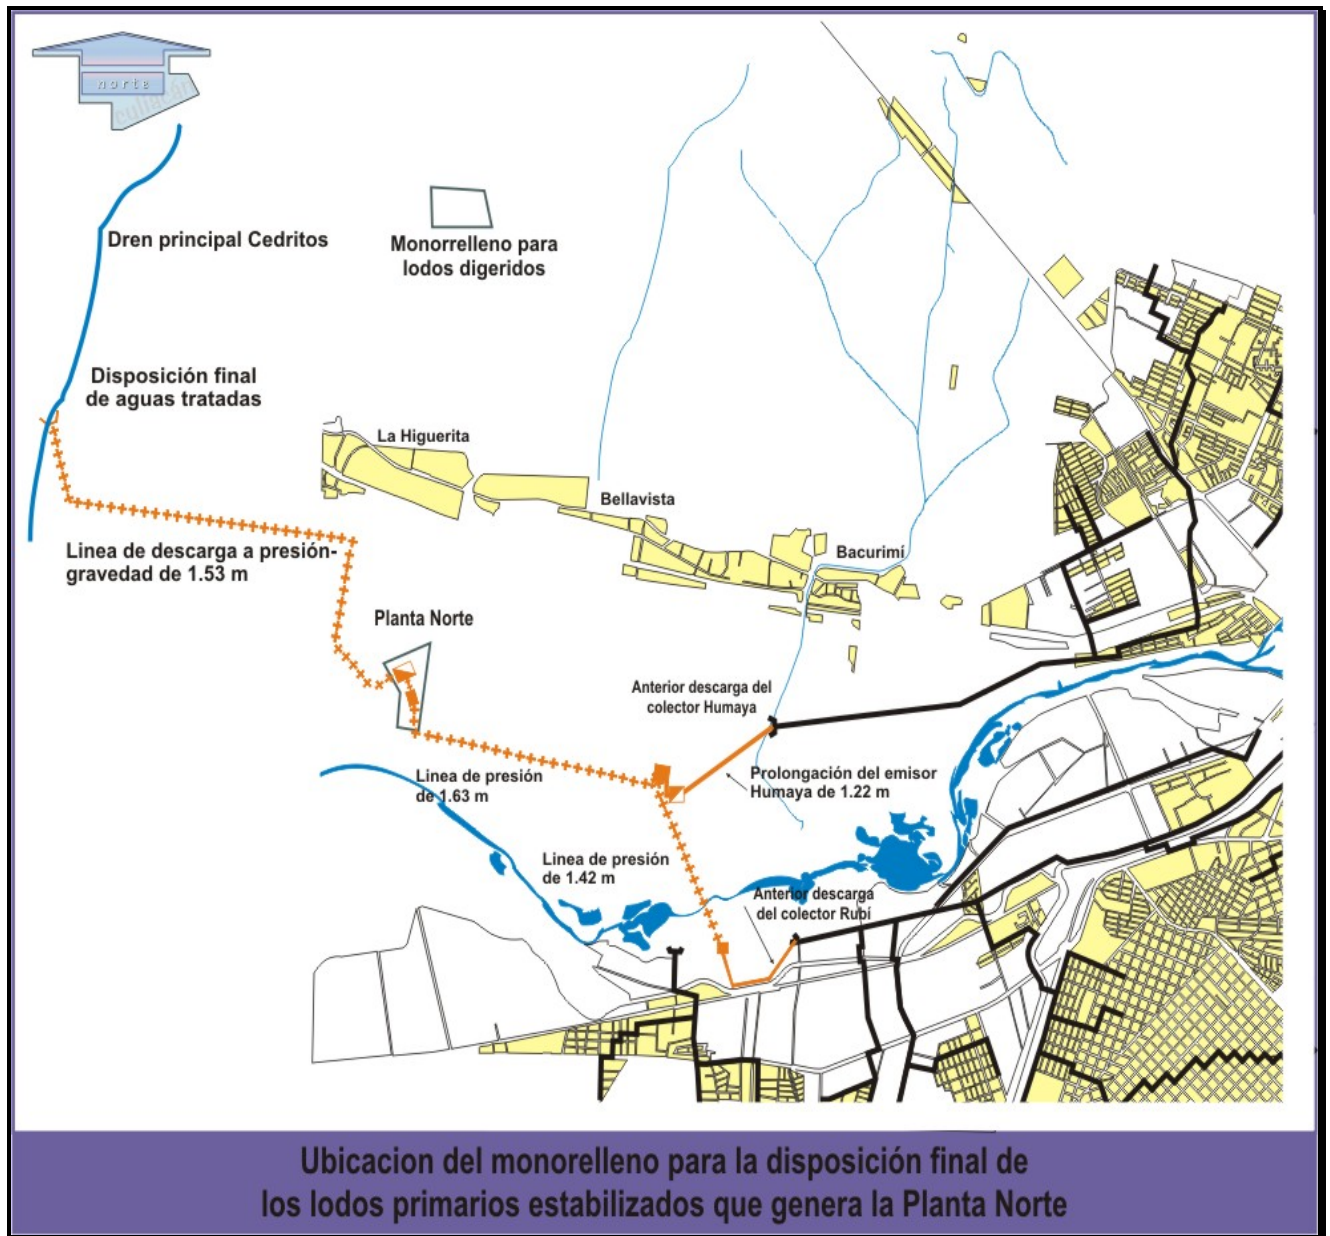 norte
culiacán
Dren principal Cedritos
Monorrelleno para
lodos digeridos
Disposición final
de aguas tratadas
La Higuerita
Bellavista
Bacurimí
Linea de descarga a presión-
gravedad de 1.53 m
Planta Norte
Anterior descarga del
colector Humaya
Linea de presión
de 1.63 m
Prolongación del emisor
Humaya de 1.22 m
Linea de presión
de 1.42 m
Anterior descarga
del colector Rubí
Ubicacion del monorelleno para la disposición final de
los lodos primarios estabilizados que genera la Planta Norte